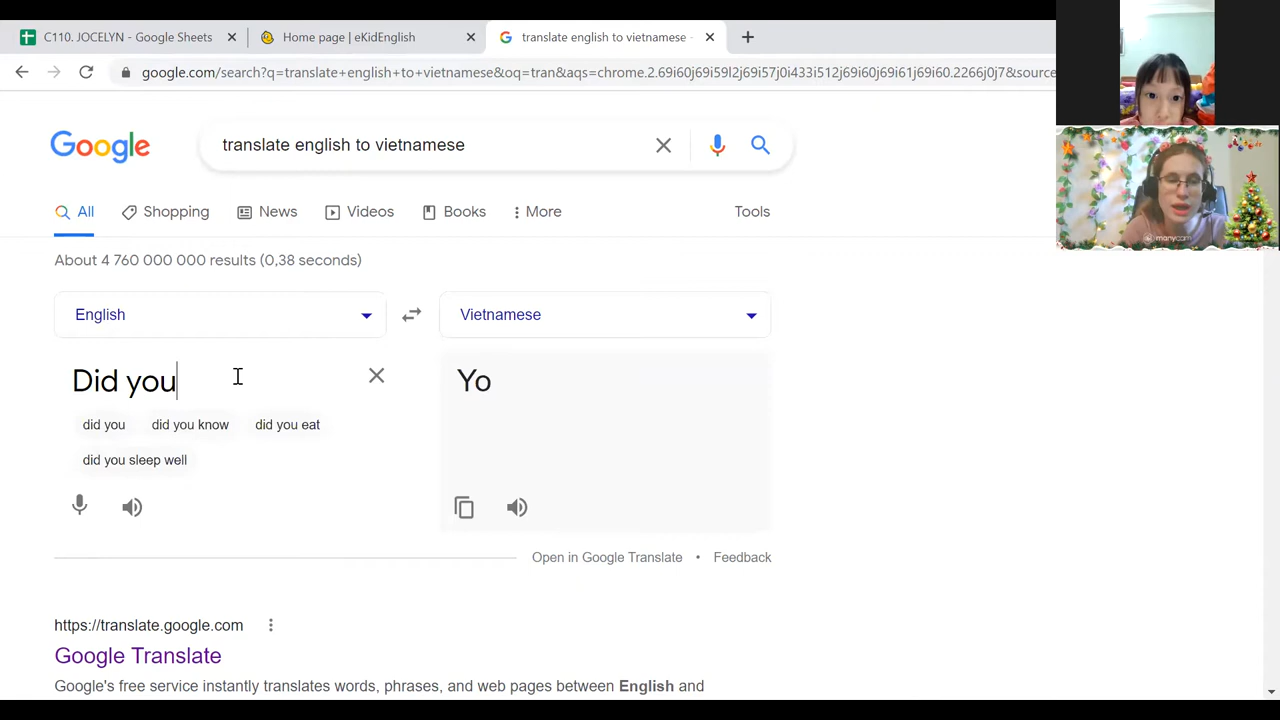 C110. JOCELYN - Google Sheets
Home page | eKidEnglish
translate english to vietnamese -
google.com/search?q=translate+english+to+vietnamese&oq=tran&aqs=chrome.2.69i60j69i59l2j69i57j0i433i512j69i60j69i61j69i60.2266j0j7&source
Google
translate english to vietnamese
All Shopping News Videos Books More Tools
About 4 760 000 000 results (0,38 seconds)
English Vietnamese
Did you Yo
did you did you know did you eat
did you sleep well
Open in Google Translate • Feedback
https://translate.google.com
Google Translate
Google's free service instantly translates words, phrases, and web pages between English and
manycam